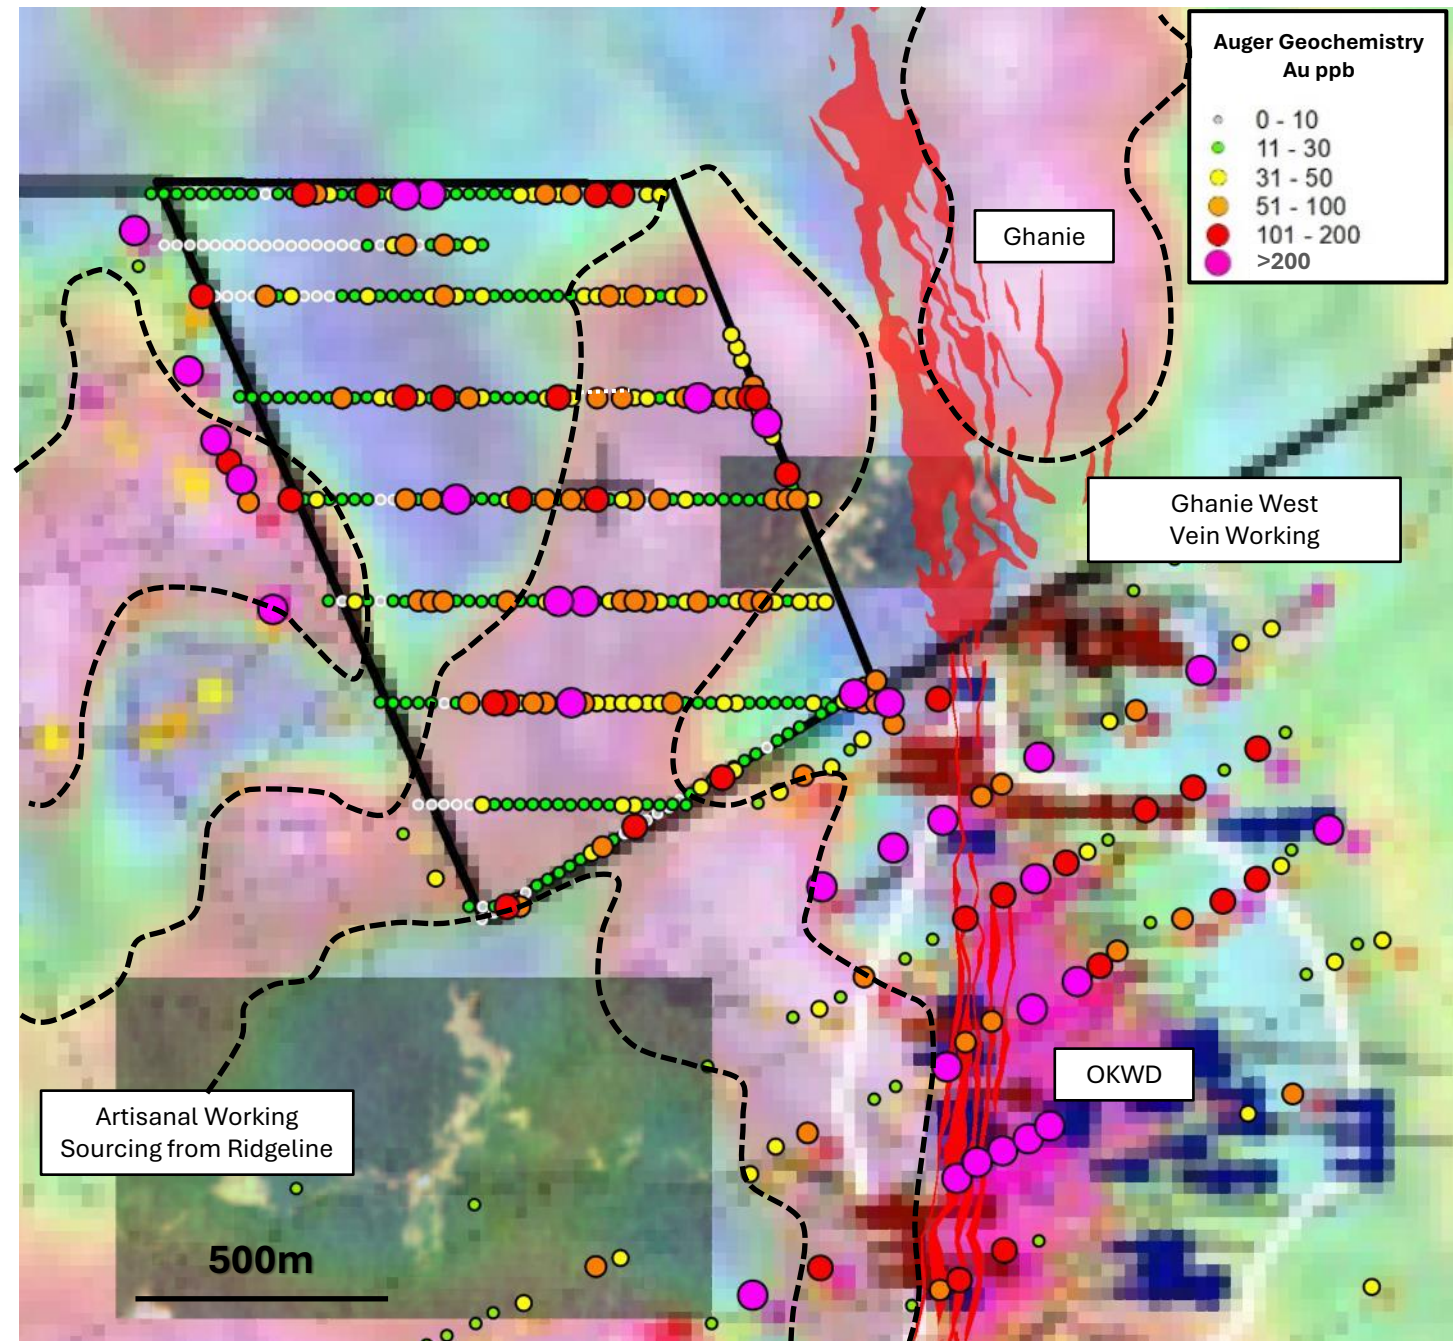 Auger Geochemistry
Au ppb
0 - 10
11 - 30
31 - 50
51 - 100
101 - 200
>200
Ghanie
Ghanie West
Vein Working
OKWD
Artisanal Working
Sourcing from Ridgeline
500m